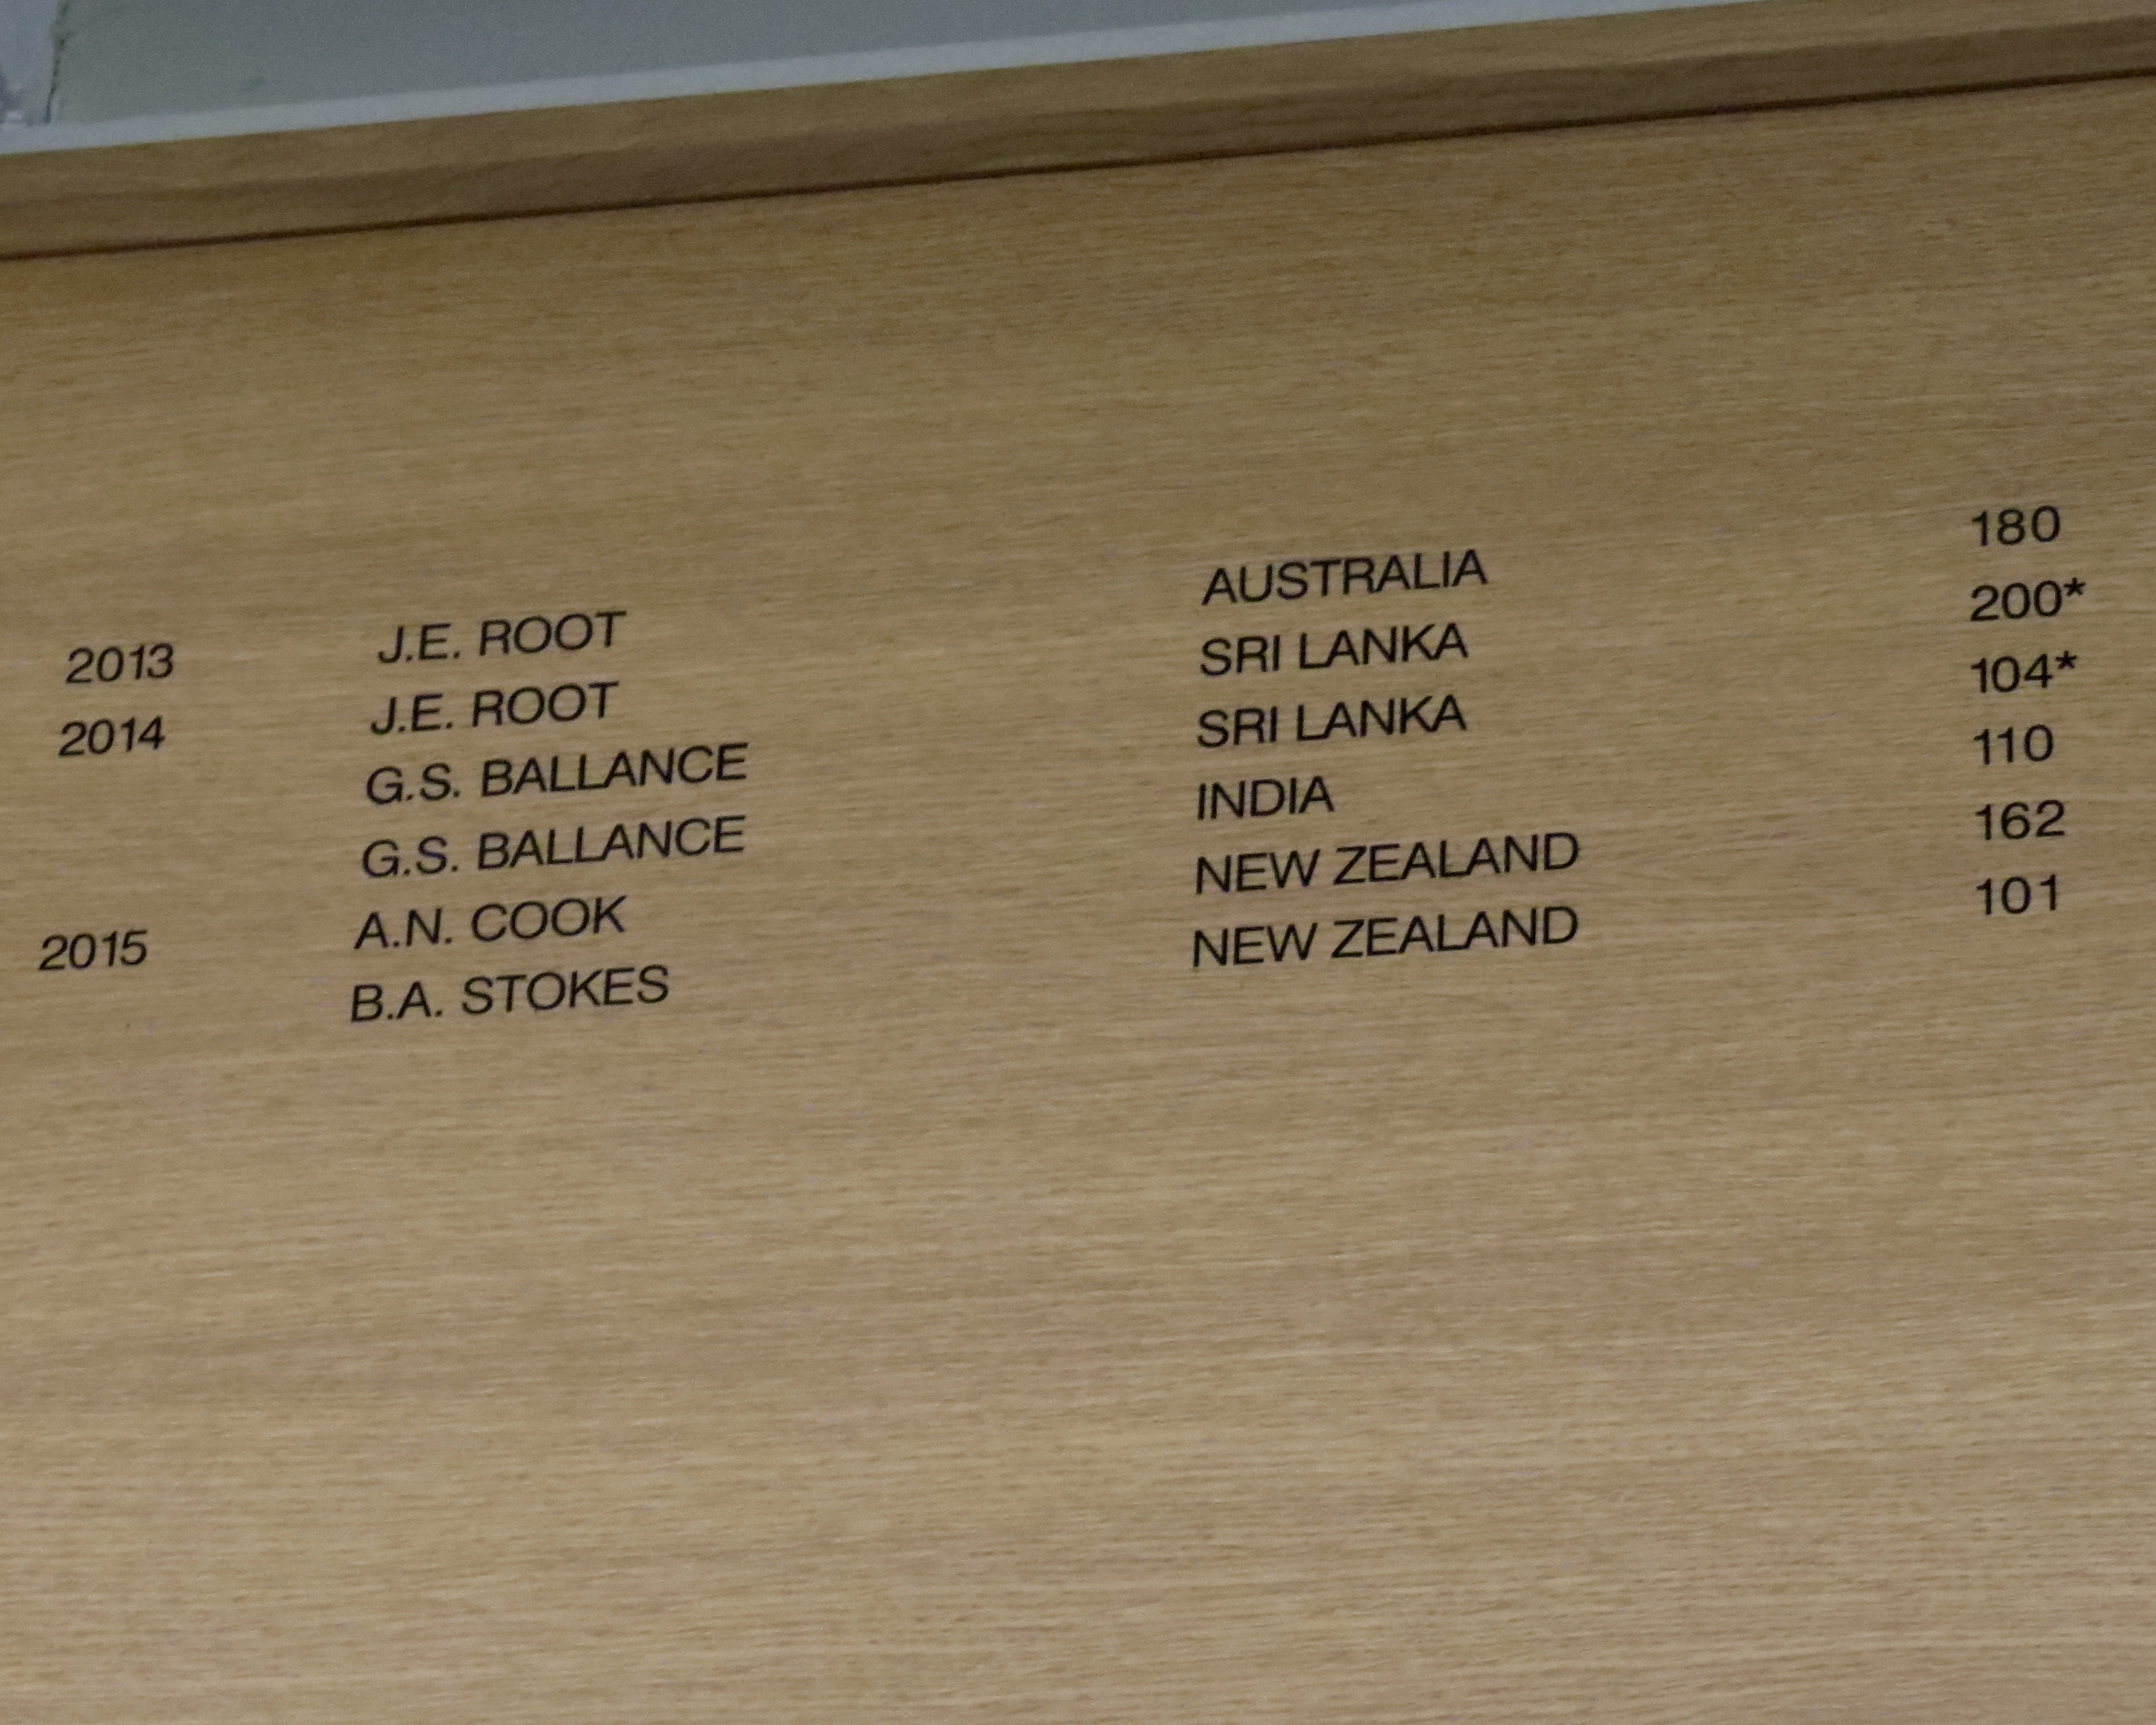 2013 J.E. ROOT AUSTRALIA 180
2014 J.E. ROOT SRI LANKA 200*
G.S. BALLANCE SRI LANKA 104*
G.S. BALLANCE INDIA 110
2015 A.N. COOK NEW ZEALAND 162
B.A. STOKES NEW ZEALAND 101